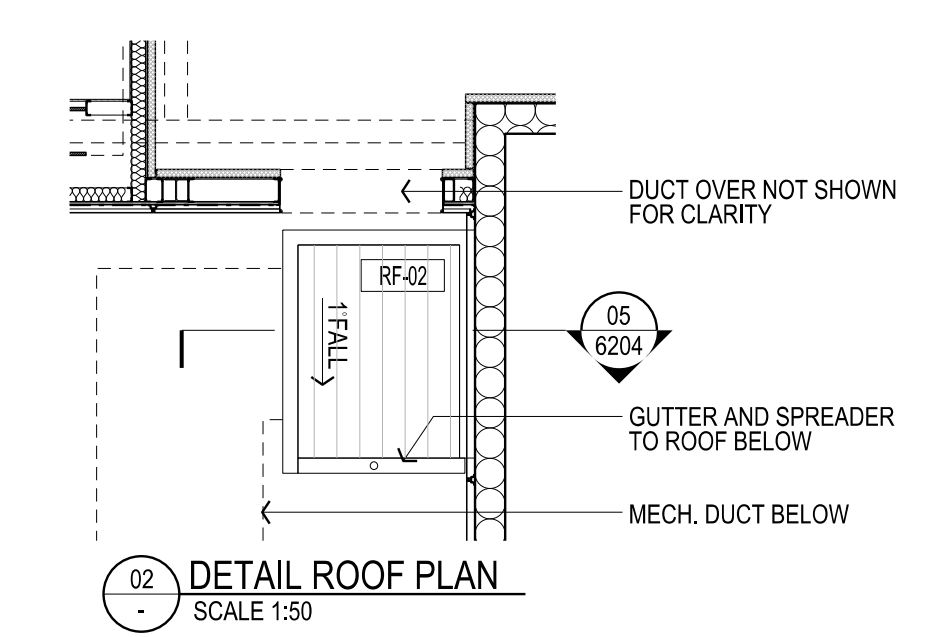 DUCT OVER NOT SHOWN
FOR CLARITY
RF-02
1° FALL
05
6204
GUTTER AND SPREADER
TO ROOF BELOW
MECH. DUCT BELOW
02
-
DETAIL ROOF PLAN
SCALE 1:50